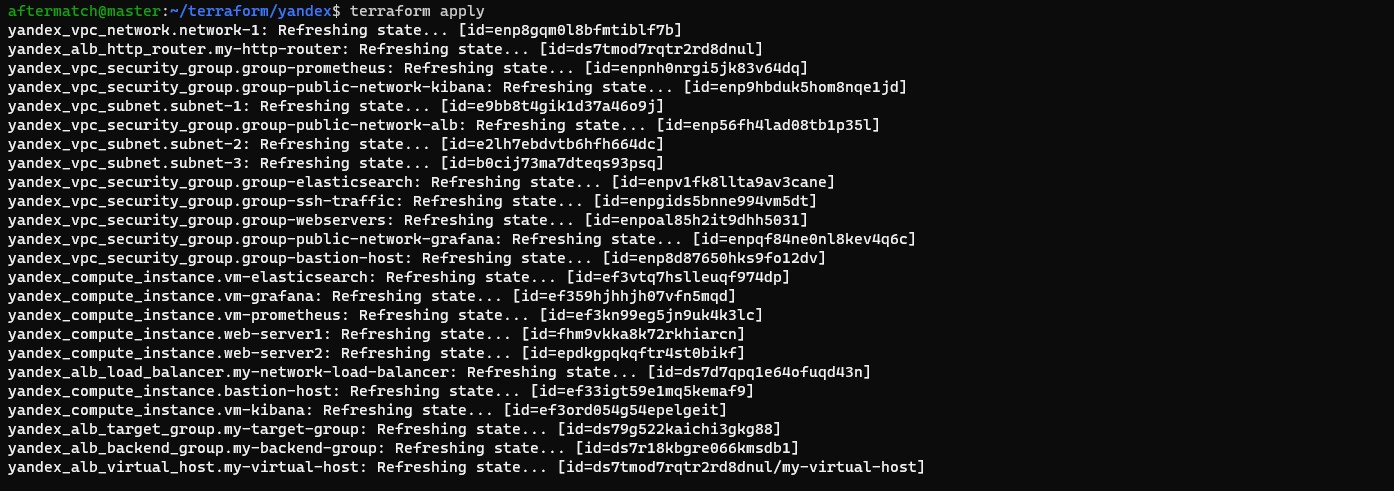 aftermatch@master:~/terraform/yandex$ terraform apply
yandex_vpc_network.network-1: Refreshing state... [id=enp8gqm0l8bfmtiblf7b]
yandex_alb_http_router.my-http-router: Refreshing state... [id=ds7tmod7rqtr2rd8dnul]
yandex_vpc_security_group.group-prometheus: Refreshing state... [id=enpnh0nrgi5jk83v64dq]
yandex_vpc_security_group.group-public-network-kibana: Refreshing state... [id=enp9hbduk5hom8nqe1jd]
yandex_vpc_subnet.subnet-1: Refreshing state... [id=e9bb8t4gik1d37a46o9j]
yandex_vpc_security_group.group-public-network-alb: Refreshing state... [id=enp56fh4lad08tb1p35l]
yandex_vpc_subnet.subnet-2: Refreshing state... [id=e2lh7ebdvtb6hfh664dc]
yandex_vpc_subnet.subnet-3: Refreshing state... [id=b0cij73ma7dteqs93psq]
yandex_vpc_security_group.group-elasticsearch: Refreshing state... [id=enpv1fk8llta9av3cane]
yandex_vpc_security_group.group-ssh-traffic: Refreshing state... [id=enpgids5bnne994vm5dt]
yandex_vpc_security_group.group-webservers: Refreshing state... [id=enpoal85h2it9dhh5031]
yandex_vpc_security_group.group-public-network-grafana: Refreshing state... [id=enpqf84ne0nl8kev4q6c]
yandex_vpc_security_group.group-bastion-host: Refreshing state... [id=enp8d87650hks9fo12dv]
yandex_compute_instance.vm-elasticsearch: Refreshing state... [id=ef3vtq7hslleuqf974dp]
yandex_compute_instance.vm-grafana: Refreshing state... [id=ef359hjhhjh07vfn5mqd]
yandex_compute_instance.vm-prometheus: Refreshing state... [id=ef3kn99eg5jn9uk4k3lc]
yandex_compute_instance.web-server1: Refreshing state... [id=fhm9vkka8k72rkhiarcn]
yandex_compute_instance.web-server2: Refreshing state... [id=epdkgpqkqftr4st0bikf]
yandex_alb_load_balancer.my-network-load-balancer: Refreshing state... [id=ds7d7qpq1e64ofuqd43n]
yandex_compute_instance.bastion-host: Refreshing state... [id=ef33igt59e1mq5kemaf9]
yandex_compute_instance.vm-kibana: Refreshing state... [id=ef3ord054g54epelgeit]
yandex_alb_target_group.my-target-group: Refreshing state... [id=ds79g522kaichi3gkg88]
yandex_alb_backend_group.my-backend-group: Refreshing state... [id=ds7r18kbgre066kmsdb1]
yandex_alb_virtual_host.my-virtual-host: Refreshing state... [id=ds7tmod7rqtr2rd8dnul/my-virtual-host]